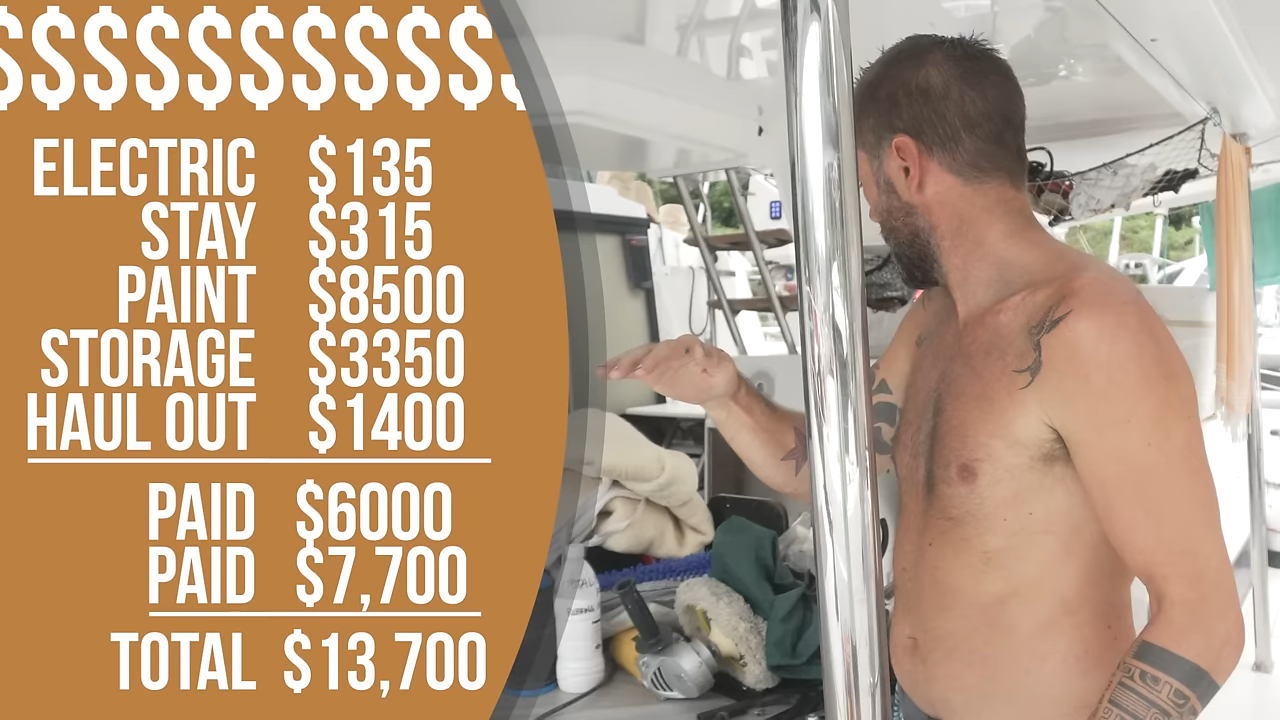 $$$$$$$$$$
ELECTRIC $135
STAY $315
PAINT $8500
STORAGE $3350
HAUL OUT $1400
PAID $6000
PAID $7,700
TOTAL $13,700